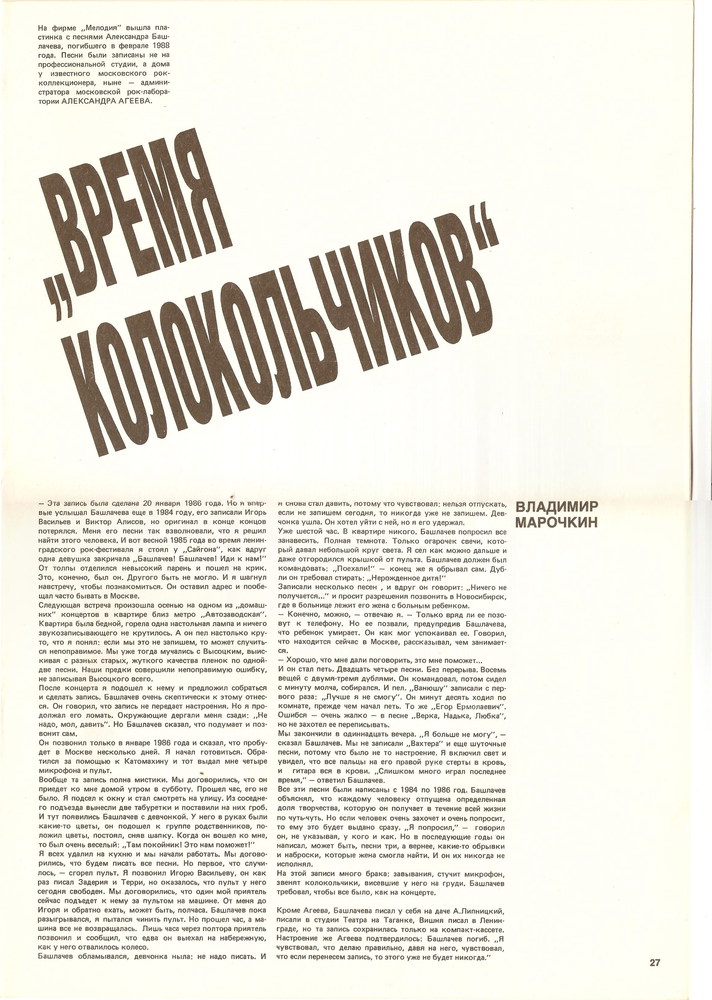 На фирме „Мелодия" вышла пла-
стинка с песнями Александра Баш-
лачева, погибшего в феврале 1988
года. Песни были записаны не на
профессиональной студии, а дома
у известного московского рок-
коллекционера, ныне — админи-
стратора московской рок-лабора-
тории АЛЕКСАНДРА АГЕЕВА.
„ВРЕМЯ
КОЛОКОЛЬЧИКОВ"
— Эта запись была сделана 20 января 1986 года. Но я впер-
вые услышал Башлачева еще в 1984 году, его записали Игорь
Васильев и Виктор Алисов, но оригинал в конце концов
потерялся. Меня его песни так взволновали, что я решил
найти этого человека. И вот весной 1985 года во время ленин-
градского рок-фестиваля я стоял у „Сайгона", как вдруг
одна девушка закричала „Башлачев! Башлачев! Иди к нам!"
От толпы отделился невысокий парень и пошел на крик.
Это, конечно, был он. Другого быть не могло. И я шагнул
навстречу, чтобы познакомиться. Он оставил адрес и пообе-
щал часто бывать в Москве.
Следующая встреча произошла осенью на одном из „домаш-
них" концертов в квартире близ метро „Автозаводская".
Квартира была бедной, горела одна настольная лампа и ничего
звукозаписывающего не крутилось. А он пел настолько кру-
то, что я понял: если мы это не запишем, то может случить-
ся непоправимое. Мы уже тогда мучались с Высоцким, выис-
кивая с разных старых, жуткого качества пленок по одной-
две песни. Наши предки совершили непоправимую ошибку,
не записывая Высоцкого всего.
После концерта я подошел к нему и предложил собраться
и сделать запись. Башлачев очень скептически к этому отнес-
ся. Он говорил, что запись не передает настроения. Но я про-
должал его ломать. Окружающие дергали меня сзади: „Не
надо, мол, давить". Но Башлачев сказал, что подумает и поз-
вонит сам.
Он позвонил только в январе 1986 года и сказал, что пробу-
дет в Москве несколько дней. Я начал готовиться. Обра-
тился за помощью к Катомахину и тот выдал мне четыре
микрофона и пульт.
Вообще та запись полна мистики. Мы договорились, что он
приедет ко мне домой утром в субботу. Прошел час, его не
было. Я подсел к окну и стал смотреть на улицу. Из соседне-
го подъезда вынесли две табуретки и поставили на них гроб.
И тут появились Башлачев с девчонкой. У него в руках были
какие-то цветы, он подошел к группе родственников, по-
ложил цветы, постоял, сняв шапку. Когда он вошел ко мне,
то был очень веселый: „Там покойник! Это нам поможет!"
Я всех удалил на кухню и мы начали работать. Мы догово-
рились, что будем писать все песни. Но первое, что случи-
лось, — сгорел пульт. Я позвонил Игорю Васильеву, он как
раз писал Задерия и Терри, но оказалось, что пульт у него
сегодня свободен. Мы договорились, что один мой приятель
сейчас подъедет к нему за пультом на машине. От меня до
Игоря и обратно ехать, может быть, полчаса. Башлачев пока
разыгрывался, я пытался чинить пульт. Но прошел час, а ма-
шина все не возвращалась. Лишь часа через полтора приятель
позвонил и сообщил, что едва он выехал на набережную,
как у него отвалилось колесо.
Башлачев обламывался, девчонка ныла: не надо писать. И
я снова стал давить, потому что чувствовал: нельзя отпускать,
если не запишем сегодня, то никогда уже не запишем. Дев-
чонка ушла. Он хотел уйти с ней, но я его удержал.
Уже шестой час. В квартире никого. Башлачев попросил все
занавесить. Полная темнота. Только огарочек свечи, кото-
рый давал небольшой круг света. Я сел как можно дальше и
даже отгородился крышкой от пульта. Башлачев должен был
командовать: „Поехали!" — конец же я обрывал сам. Дуб-
ли он требовал стирать: „Нерожденное дитя!"
Записали несколько песен , и вдруг он говорит: „Ничего не
получается..." и просит разрешения позвонить в Новосибирск,
где в больнице лежит его жена с больным ребенком.
— Конечно, можно, — отвечаю я. — Только вряд ли ее позо-
вут к телефону. Но ее позвали, предупредив Башлачева,
что ребенок умирает. Он как мог успокаивал ее. Говорил,
что находится сейчас в Москве, рассказывал, чем занимает-
ся.
— Хорошо, что мне дали поговорить, это мне поможет...
И он стал петь. Двадцать четыре песни. Без перерыва. Восемь
вещей с двумя-тремя дублями. Он командовал, потом сидел
с минуту молча, собирался. И пел. „Ванюшу" записали с пер-
вого раза: „Лучше я не смогу". Он минут десять ходил по
комнате, прежде чем начал петь. То же „Егор Ермолаевич".
Ошибся — очень жалко — в песне „Верка, Надька, Любка",
но не захотел ее переписывать.
Мы закончили в одиннадцать вечера. „Я больше не могу", —
сказал Башлачев. Мы не записали „Вахтера" и еще шуточные
песни, потому что было не то настроение. Я включил свет и
увидел, что все пальцы на его правой руке стерты в кровь,
и гитара вся в крови. „Слишком много играл последнее
время," — ответил Башлачев.
Все эти песни были написаны с 1984 по 1986 год. Башлачев
объяснял, что каждому человеку отпущена определенная
доля творчества, которую он получает в течение всей жизни
по чуть-чуть. Но если человек очень захочет и очень попросит,
то ему это будет выдано сразу. „Я попросил," — говорил
он, не указывая, у кого и как. Но в последующие годы он
написал, может быть, песни три, а вернее, какие-то обрывки
и наброски, которые жена смогла найти. И он их никогда не
исполнял.
На этой записи много брака: завывания, стучит микрофон,
звенят колокольчики, висевшие у него на груди. Башлачев
требовал, чтобы все было, как на концерте.
Кроме Агеева, Башлачева писал у себя на даче А.Липницкий,
писали в студии Театра на Таганке, Вишня писал в Ленин-
граде, но та запись сохранилась только на компакт-кассете.
Настроение же Агеева подтвердилось: Башлачев погиб. „Я
чувствовал, что делаю правильно, давя на него, чувствовал,
что если перенесем запись, то этого уже не будет никогда."
ВЛАДИМИР
МАРОЧКИН
27